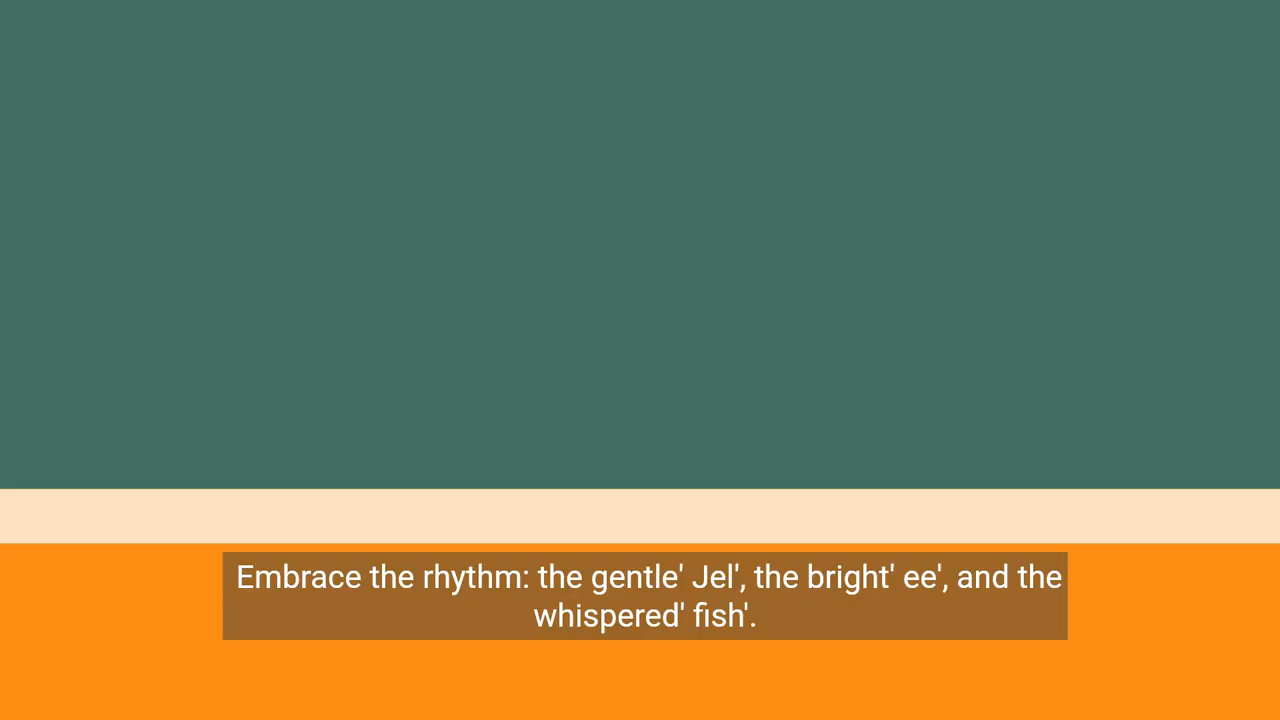 Embrace the rhythm: the gentle' Jel', the bright' ee', and the
whispered' fish'.